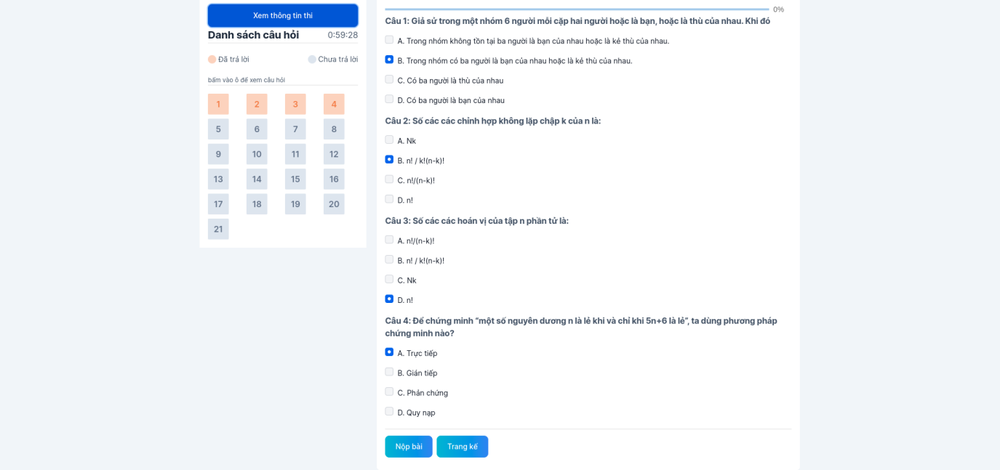 Xem thông tin thi
Danh sách câu hỏi 0:59:28
Đã trả lời Chưa trả lời
bấm vào ô để xem câu hỏi
1 2 3 4
5 6 7 8
9 10 11 12
13 14 15 16
17 18 19 20
21
0%
Câu 1: Giả sử trong một nhóm 6 người mỗi cặp hai người hoặc là bạn, hoặc là thù của nhau. Khi đó
A. Trong nhóm không tồn tại ba người là bạn của nhau hoặc là kẻ thù của nhau.
B. Trong nhóm có ba người là bạn của nhau hoặc là kẻ thù của nhau.
C. Có ba người là thù của nhau
D. Có ba người là bạn của nhau
Câu 2: Số các các chỉnh hợp không lặp chập k của n là:
A. Nk
B. n! / k!(n-k)!
C. n!/(n-k)!
D. n!
Câu 3: Số các các hoán vị của tập n phần tử là:
A. n!/(n-k)!
B. n! / k!(n-k)!
C. Nk
D. n!
Câu 4: Để chứng minh “một số nguyên dương n là lẻ khi và chỉ khi 5n+6 là lẻ”, ta dùng phương pháp
chứng minh nào?
A. Trực tiếp
B. Gián tiếp
C. Phản chứng
D. Quy nạp
Nộp bài Trang kế